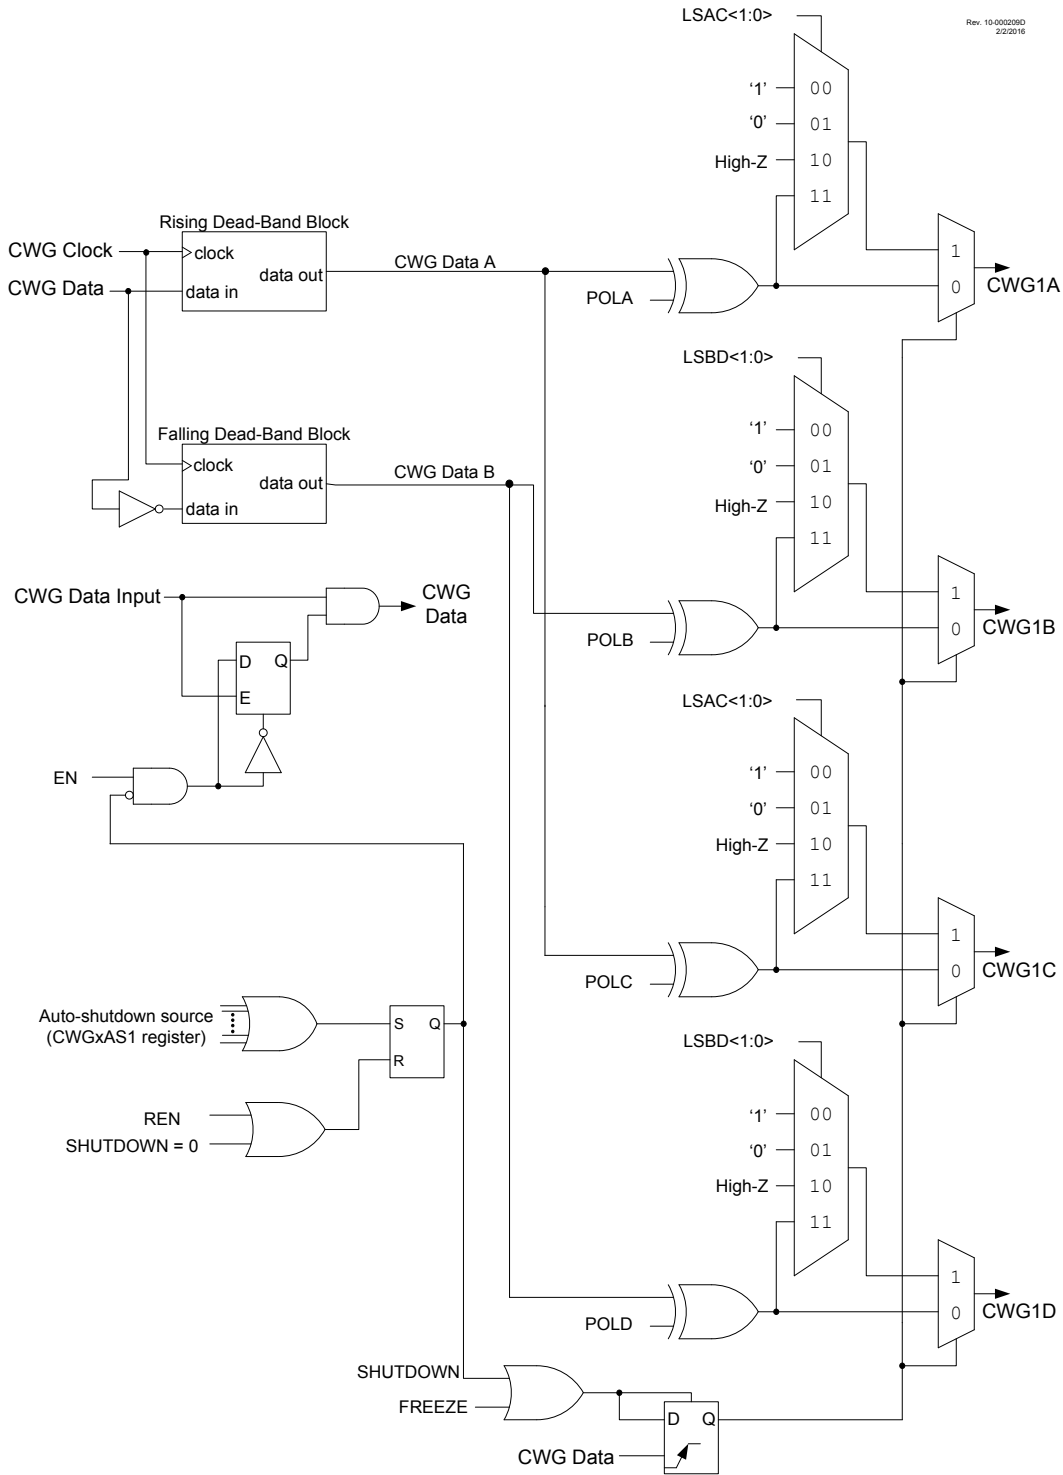 LSAC<1:0>
Rev. 10-000209D
2/2/2016
'1'
00
'0'
01
High-Z
10
11
Rising Dead-Band Block
CWG Clock
clock
CWG Data A
data out
CWG Data
data in
POLA
1
0
CWG1A
LSBD<1:0>
'1'
00
'0'
01
High-Z
10
11
Falling Dead-Band Block
clock
CWG Data B
data out
data in
CWG Data Input
CWG
Data
D
Q
E
POLB
1
0
CWG1B
EN
LSAC<1:0>
'1'
00
'0'
01
High-Z
10
11
POLC
1
0
CWG1C
Auto-shutdown source
(CWGxAS1 register)
S
Q
R
REN
SHUTDOWN = 0
LSBD<1:0>
'1'
00
'0'
01
High-Z
10
11
POLD
1
0
CWG1D
SHUTDOWN
FREEZE
D
Q
CWG Data